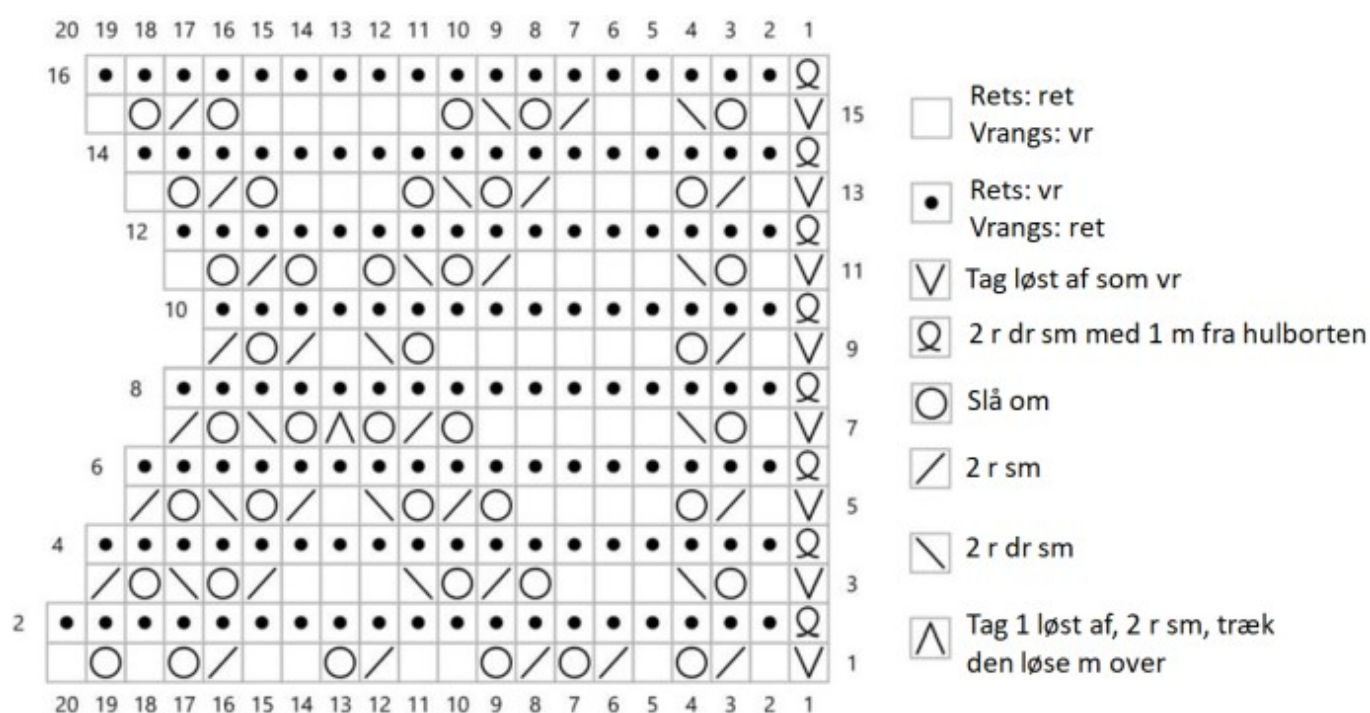 20 19 18 17 16 15 14 13 12 11 10 9 8 7 6 5 4 3 2 1
16
15
14
13
12
11
10
9
8
7
6
5
4
3
2
1
20 19 18 17 16 15 14 13 12 11 10 9 8 7 6 5 4 3 2 1
Rets: ret
Vrangs: vr
Rets: vr
Vrangs: ret
Tag løst af som vr
2 r dr sm med 1 m fra hulborten
Slå om
2 r sm
2 r dr sm
Tag 1 løst af, 2 r sm, træk
den løse m over